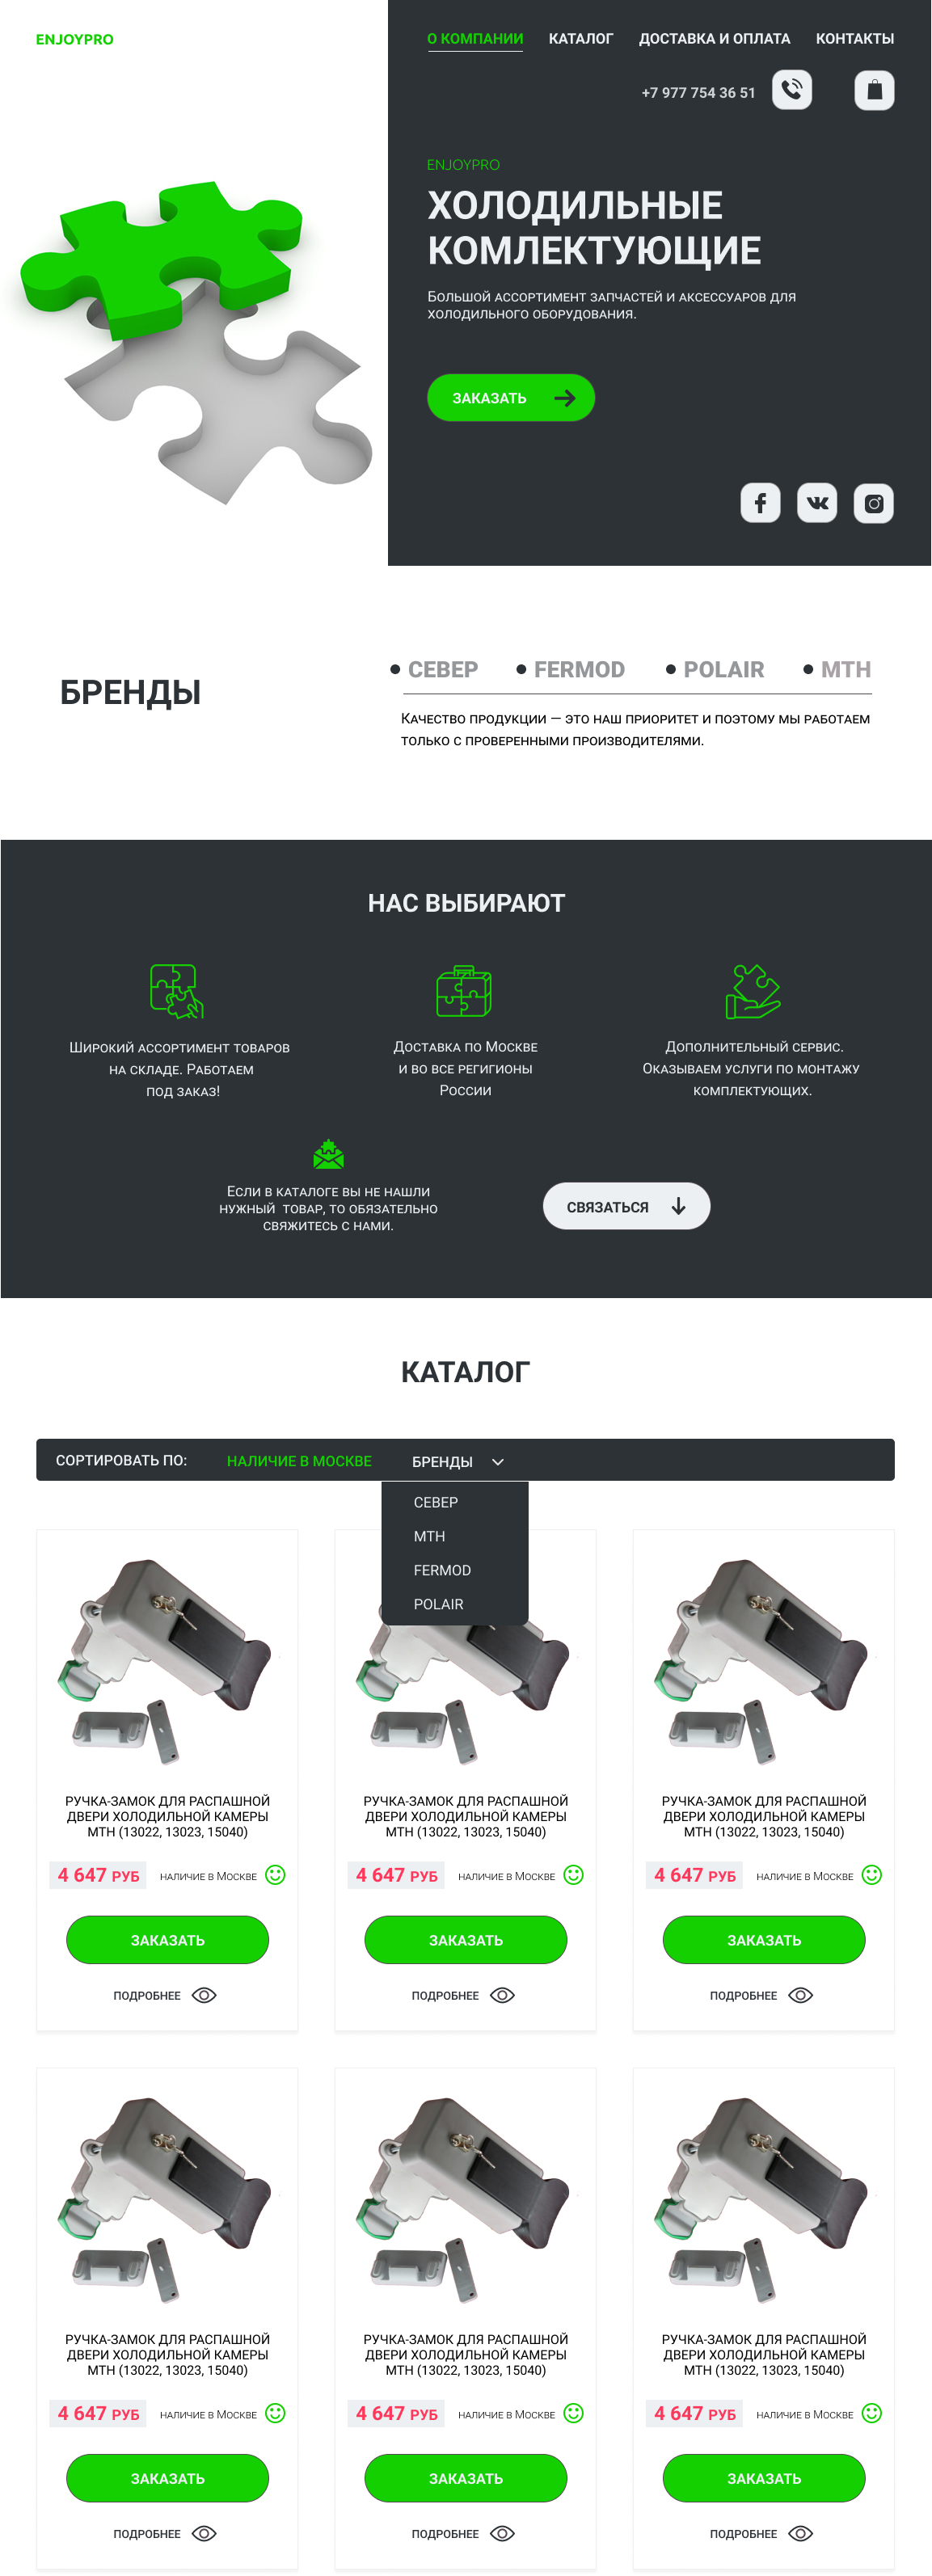 ENJOYPRO
О КОМПАНИИ КАТАЛОГ ДОСТАВКА И ОПЛАТА КОНТАКТЫ
+7 977 754 36 51
ENJOYPRO
ХОЛОДИЛЬНЫЕ
КОМЛЕКТУЮЩИЕ
Большой ассортимент запчастей и аксессуаров для
холодильного оборудования.
ЗАКАЗАТЬ
БРЕНДЫ
• СЕВЕР • FERMOD • POLAIR • МТН
Качество продукции — это наш приоритет и поэтому мы работаем
только с проверенными производителями.
НАС ВЫБИРАЮТ
Широкий ассортимент товаров
на складе. Работаем
под заказ!
Доставка по Москве
и во все регигионы
России
Дополнительный сервис.
Оказываем услуги по монтажу
комплектующих.
Если в каталоге вы не нашли
нужный товар, то обязательно
свяжитесь с нами.
СВЯЗАТЬСЯ
КАТАЛОГ
СОРТИРОВАТЬ ПО: НАЛИЧИЕ В МОСКВЕ БРЕНДЫ
СЕВЕР
МТН
FERMOD
POLAIR
РУЧКА-ЗАМОК ДЛЯ РАСПАШНОЙ
ДВЕРИ ХОЛОДИЛЬНОЙ КАМЕРЫ
МТН (13022, 13023, 15040)
4 647 РУБ наличие в Москве
ЗАКАЗАТЬ
ПОДРОБНЕЕ
РУЧКА-ЗАМОК ДЛЯ РАСПАШНОЙ
ДВЕРИ ХОЛОДИЛЬНОЙ КАМЕРЫ
МТН (13022, 13023, 15040)
4 647 РУБ наличие в Москве
ЗАКАЗАТЬ
ПОДРОБНЕЕ
РУЧКА-ЗАМОК ДЛЯ РАСПАШНОЙ
ДВЕРИ ХОЛОДИЛЬНОЙ КАМЕРЫ
МТН (13022, 13023, 15040)
4 647 РУБ наличие в Москве
ЗАКАЗАТЬ
ПОДРОБНЕЕ
РУЧКА-ЗАМОК ДЛЯ РАСПАШНОЙ
ДВЕРИ ХОЛОДИЛЬНОЙ КАМЕРЫ
МТН (13022, 13023, 15040)
4 647 РУБ наличие в Москве
ЗАКАЗАТЬ
ПОДРОБНЕЕ
РУЧКА-ЗАМОК ДЛЯ РАСПАШНОЙ
ДВЕРИ ХОЛОДИЛЬНОЙ КАМЕРЫ
МТН (13022, 13023, 15040)
4 647 РУБ наличие в Москве
ЗАКАЗАТЬ
ПОДРОБНЕЕ
РУЧКА-ЗАМОК ДЛЯ РАСПАШНОЙ
ДВЕРИ ХОЛОДИЛЬНОЙ КАМЕРЫ
МТН (13022, 13023, 15040)
4 647 РУБ наличие в Москве
ЗАКАЗАТЬ
ПОДРОБНЕЕ